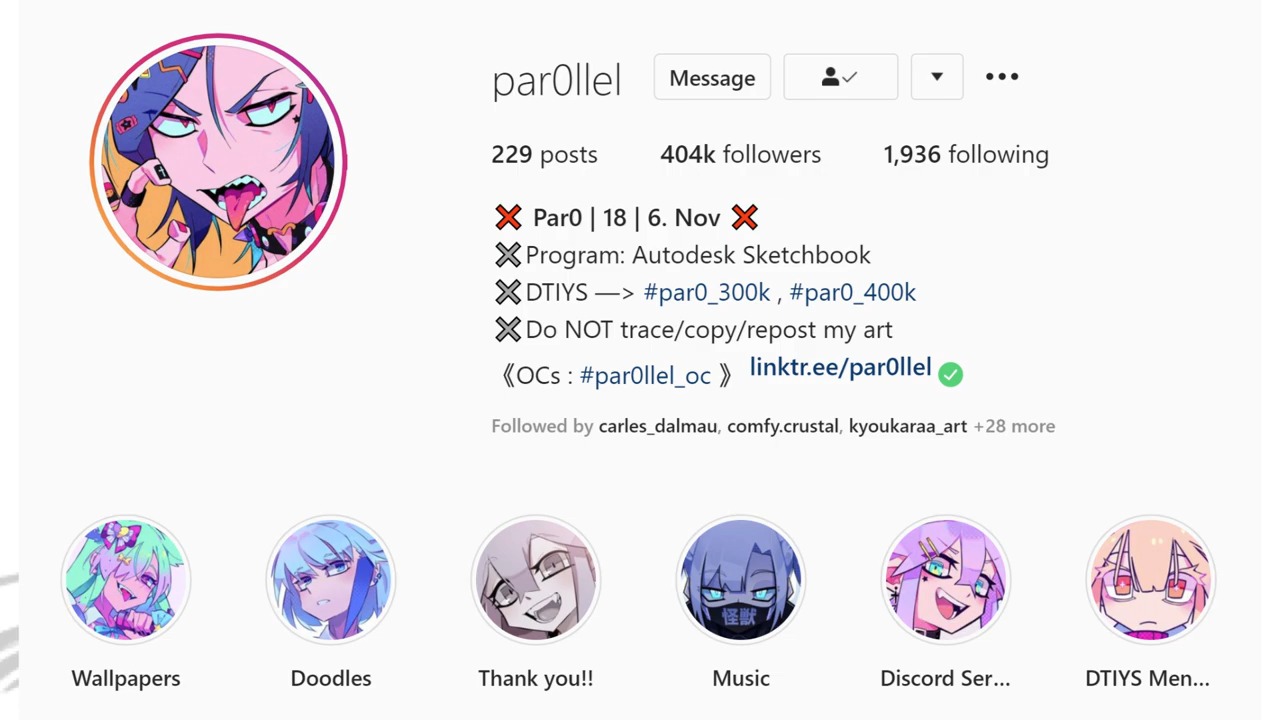 par0llel
Message
229 posts
404k followers
1,936 following
❌ Par0 | 18 | 6. Nov ❌
Program: Autodesk Sketchbook
DTIYS —> #par0_300k , #par0_400k
Do NOT trace/copy/repost my art
《OCs : #par0llel_oc 》 linktr.ee/par0llel
Followed by carles_dalmau, comfy.crustal, kyoukaraa_art +28 more
怪獣
Wallpapers
Doodles
Thank you!!
Music
Discord Ser...
DTIYS Men...